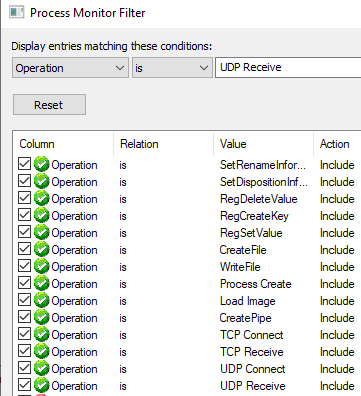 Process Monitor Filter
Display entries matching these conditions:
Operation is UDP Receive
Reset
Column Relation Value Action
Operation is SetRenameInfor... Include
Operation is SetDispositionInf... Include
Operation is RegDeleteValue Include
Operation is RegCreateKey Include
Operation is RegSetValue Include
Operation is CreateFile Include
Operation is WriteFile Include
Operation is Process Create Include
Operation is Load Image Include
Operation is CreatePipe Include
Operation is TCP Connect Include
Operation is TCP Receive Include
Operation is UDP Connect Include
Operation is UDP Receive Include